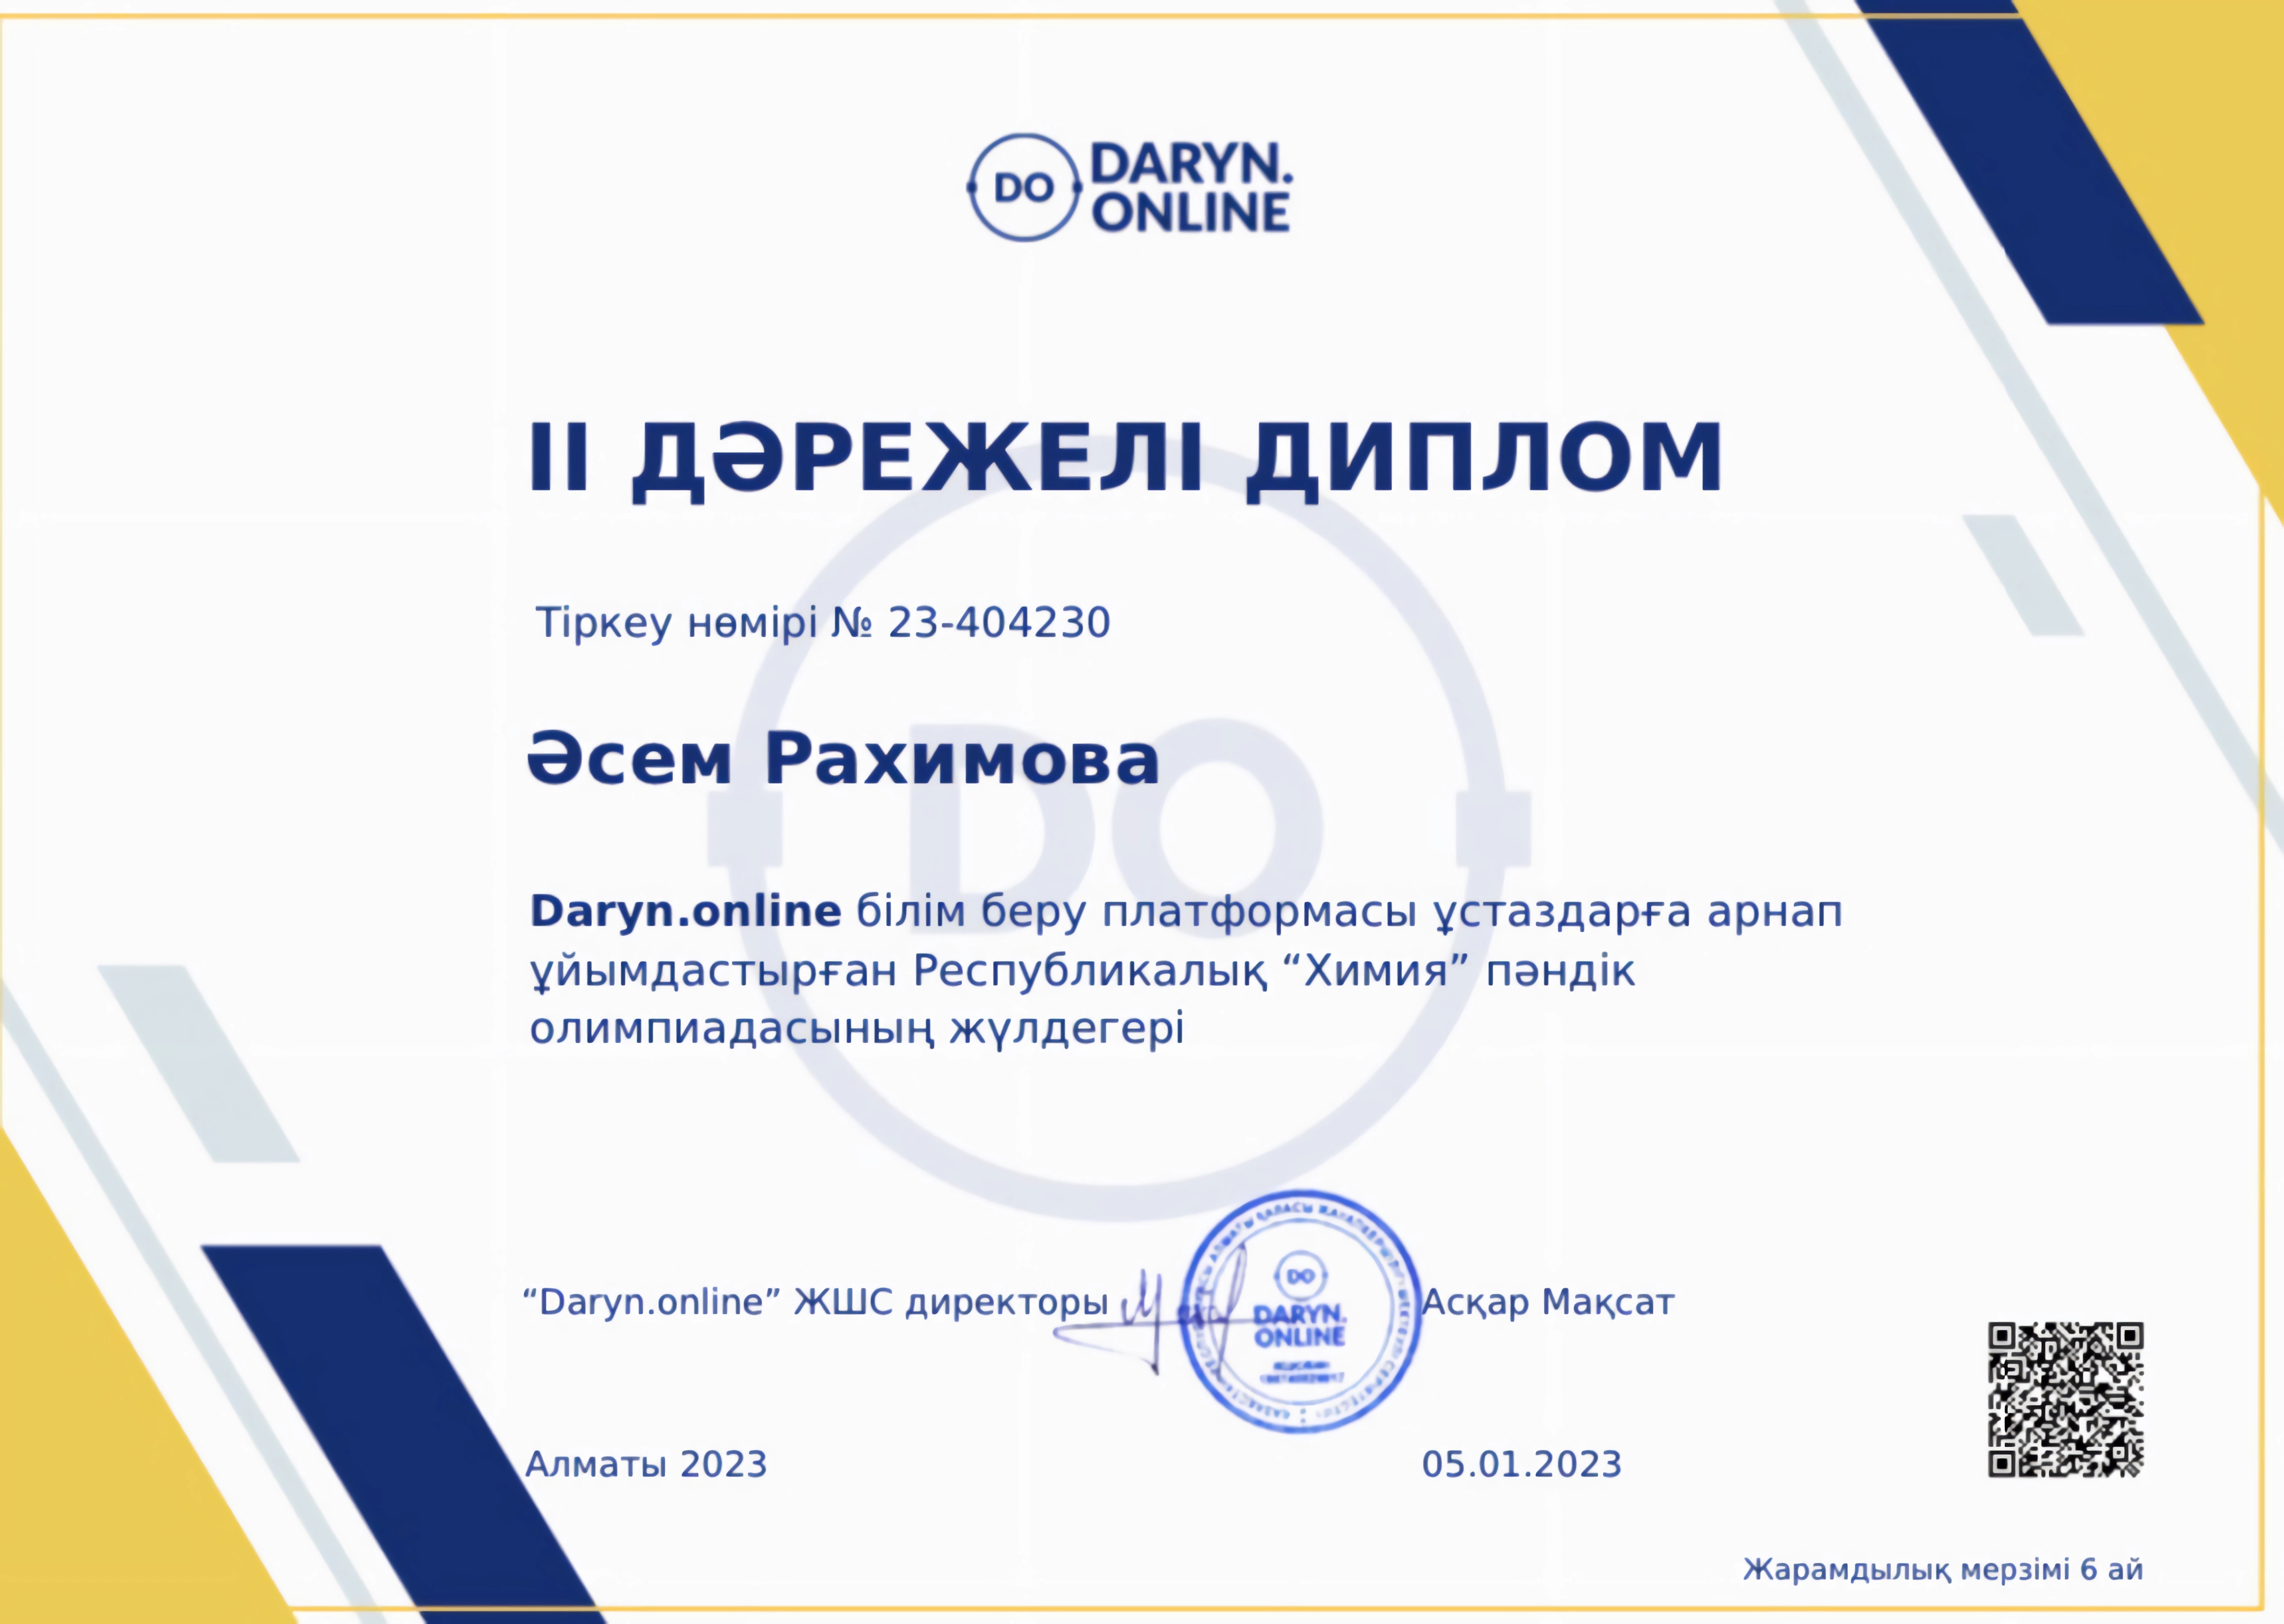 DO
DARYN.
ONLINE
II ДӘРЕЖЕЛІ ДИПЛОМ
Тіркеу нөмірі № 23-404230
Әсем Рахимова
DO
Daryn.online білім беру платформасы ұстаздарға арнап
ұйымдастырған Республикалық “Химия” пәндік
олимпиадасының жүлдегері
“Daryn.online” ЖШС директоры
DO
DARYN.
ONLINE
Асқар Мақсат
Алматы 2023
05.01.2023
Жарамдылық мерзімі 6 ай